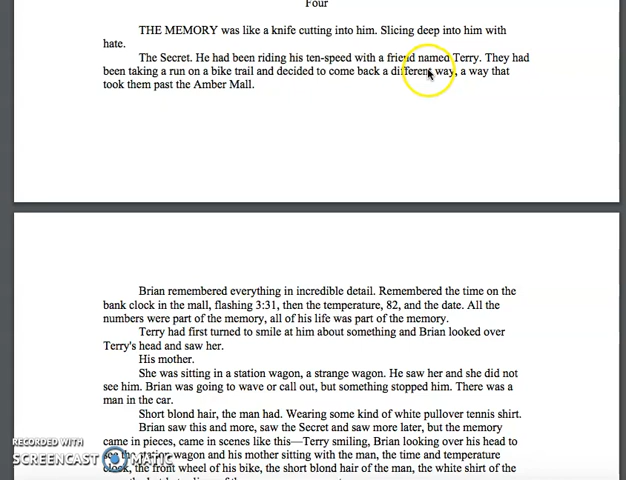 Four
THE MEMORY was like a knife cutting into him. Slicing deep into him with
hate.
The Secret. He had been riding his ten-speed with a friend named Terry. They had
been taking a run on a bike trail and decided to come back a different way, a way that
took them past the Amber Mall.
Brian remembered everything in incredible detail. Remembered the time on the
bank clock in the mall, flashing 3:31, then the temperature, 82, and the date. All the
numbers were part of the memory, all of his life was part of the memory.
Terry had first turned to smile at him about something and Brian looked over
Terry's head and saw her.
His mother.
She was sitting in a station wagon, a strange wagon. He saw her and she did not
see him. Brian was going to wave or call out, but something stopped him. There was a
man in the car.
Short blond hair, the man had. Wearing some kind of white pullover tennis shirt.
Brian saw this and more, saw the Secret and saw more later, but the memory
came in pieces, came in scenes like this—Terry smiling, Brian looking over his head to
see the station wagon and his mother sitting with the man, the time and temperature
clock, the front wheel of his bike, the short blond hair of the man, the white shirt of the
RECORDED WITH
SCREENCAST MATIC